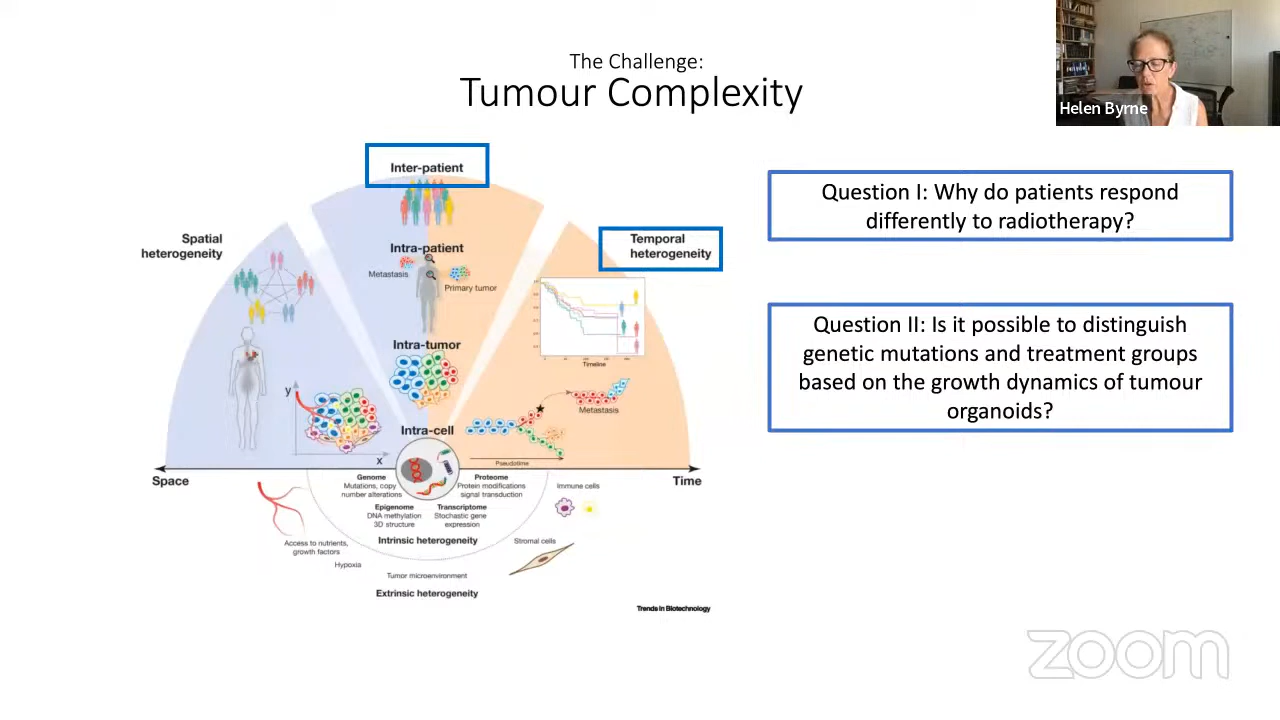 The Challenge:
Tumour Complexity
Helen Byrne
Inter-patient
Spatial
heterogeneity
Intra-patient
Metastasis
Primary tumor
Temporal
heterogeneity
Timeline
Intra-tumor
y
x
Intra-cell
Metastasis
Pseudotime
Space
Time
Genome
Mutations, copy
number alterations
Proteome
Protein modifications
signal transduction
Epigenome
DNA methylation
3D structure
Transcriptome
Stochastic gene
expression
Intrinsic heterogeneity
Immune cells
Stromal cells
Access to nutrients,
growth factors
Hypoxia
Tumor microenvironment
Extrinsic heterogeneity
Trends in Biotechnology
Question I: Why do patients respond
differently to radiotherapy?
Question II: Is it possible to distinguish
genetic mutations and treatment groups
based on the growth dynamics of tumour
organoids?
zoom